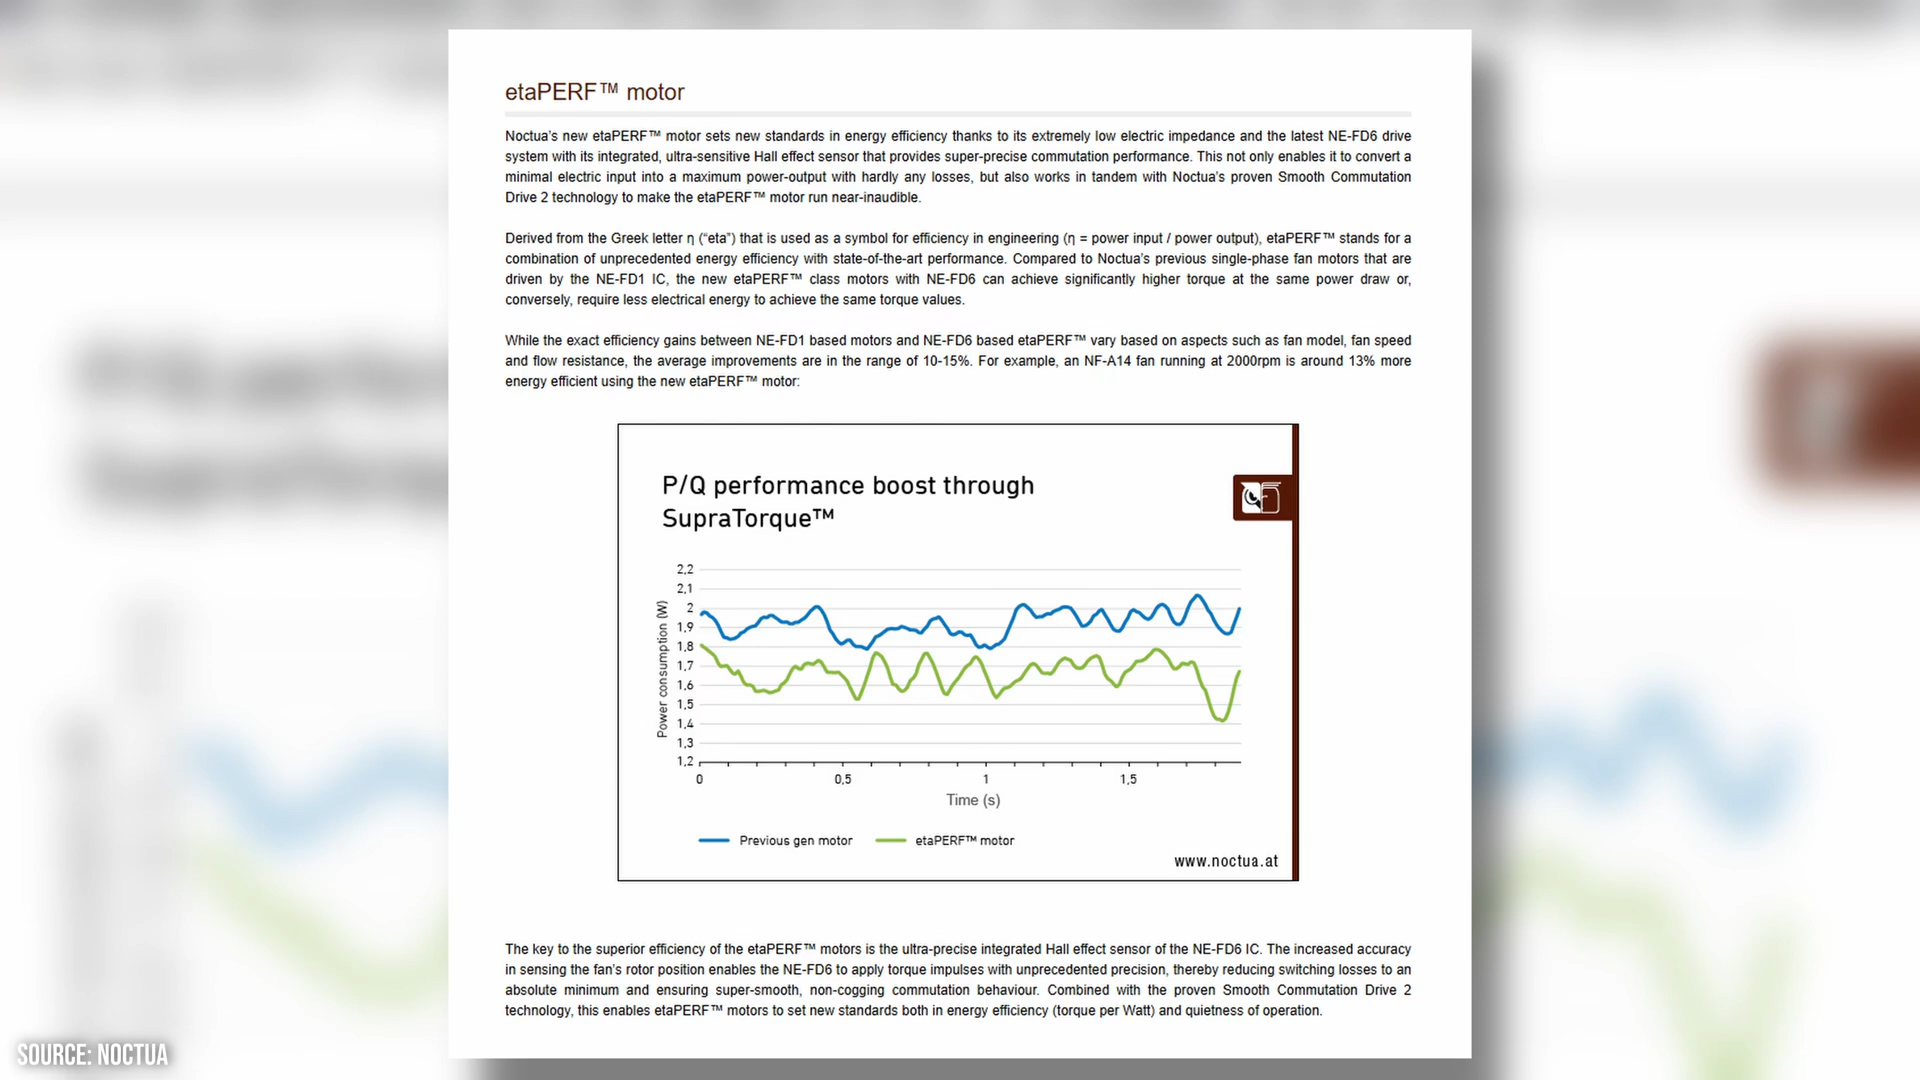 etaPERF™ motor
Noctua’s new etaPERF™ motor sets new standards in energy efficiency thanks to its extremely low electric impedance and the latest NE-FD6 drive
system with its integrated, ultra-sensitive Hall effect sensor that provides super-precise commutation performance. This not only enables it to convert a
minimal electric input into a maximum power-output with hardly any losses, but also works in tandem with Noctua’s proven Smooth Commutation
Drive 2 technology to make the etaPERF™ motor run near-inaudible.
Derived from the Greek letter η (“eta”) that is used as a symbol for efficiency in engineering (η = power input / power output), etaPERF™ stands for a
combination of unprecedented energy efficiency with state-of-the-art performance. Compared to Noctua’s previous single-phase fan motors that are
driven by the NE-FD1 IC, the new etaPERF™ class motors with NE-FD6 can achieve significantly higher torque at the same power draw or,
conversely, require less electrical energy to achieve the same torque values.
While the exact efficiency gains between NE-FD1 based motors and NE-FD6 based etaPERF™ vary based on aspects such as fan model, fan speed
and flow resistance, the average improvements are in the range of 10-15%. For example, an NF-A14 fan running at 2000rpm is around 13% more
energy efficient using the new etaPERF™ motor:
P/Q performance boost through
SupraTorque™
2,2
2,1
2
1,9
1,8
1,7
1,6
1,5
1,4
1,3
1,2
Power consumption (W)
0 0,5 1 1,5
Time (s)
Previous gen motor etaPERF™ motor
www.noctua.at
The key to the superior efficiency of the etaPERF™ motors is the ultra-precise integrated Hall effect sensor of the NE-FD6 IC. The increased accuracy
in sensing the fan’s rotor position enables the NE-FD6 to apply torque impulses with unprecedented precision, thereby reducing switching losses to an
absolute minimum and ensuring super-smooth, non-cogging commutation behaviour. Combined with the proven Smooth Commutation Drive 2
technology, this enables etaPERF™ motors to set new standards both in energy efficiency (torque per Watt) and quietness of operation.
SOURCE: NOCTUA